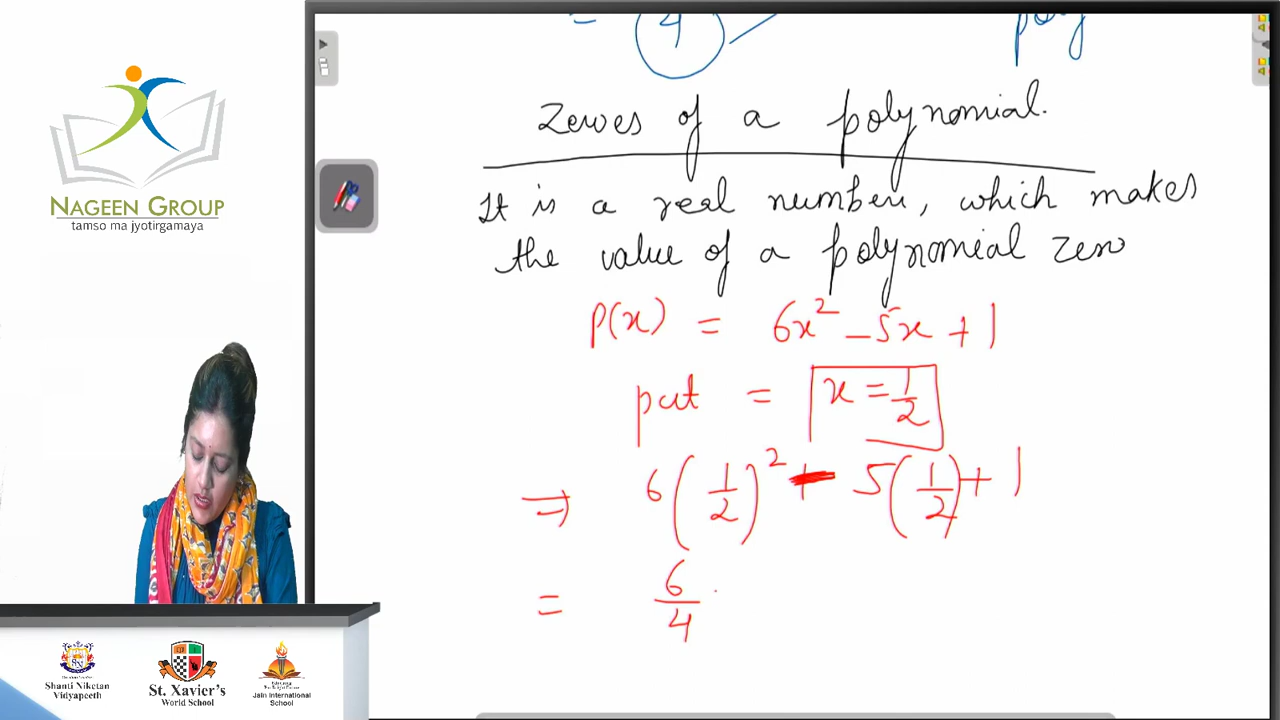 = 4 poly
Zeroes of a polynomial.
It is a real number, which makes
the value of a polynomial zero
P(x) = 6x² - 5x + 1
put = x = 1/2
⇒ 6(1/2)² - 5(1/2) + 1
= 6/4
NAGEEN GROUP
tamso ma jyotirgamaya
Shanti Niketan
Vidyapeeth
St. Xavier's
World School
Jain International
School